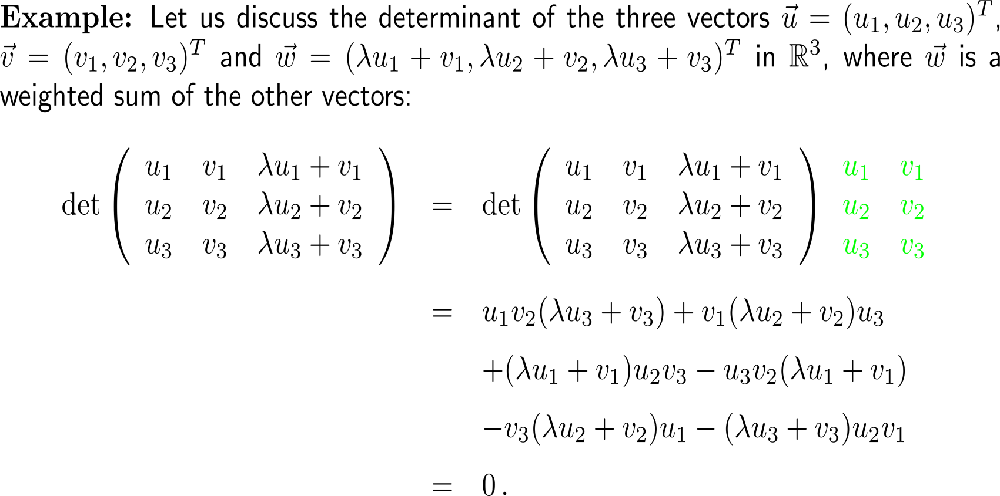 Example: Let us discuss the determinant of the three vectors $\vec{u} = (u_1, u_2, u_3)^T$,
$\vec{v} = (v_1, v_2, v_3)^T$ and $\vec{w} = (\lambda u_1 + v_1, \lambda u_2 + v_2, \lambda u_3 + v_3)^T$ in $\mathbb{R}^3$, where $\vec{w}$ is a
weighted sum of the other vectors:
$\det \begin{pmatrix} u_1 & v_1 & \lambda u_1 + v_1 \\ u_2 & v_2 & \lambda u_2 + v_2 \\ u_3 & v_3 & \lambda u_3 + v_3 \end{pmatrix} = \det \begin{pmatrix} u_1 & v_1 & \lambda u_1 + v_1 \\ u_2 & v_2 & \lambda u_2 + v_2 \\ u_3 & v_3 & \lambda u_3 + v_3 \end{pmatrix} \begin{matrix} u_1 & v_1 \\ u_2 & v_2 \\ u_3 & v_3 \end{matrix}$
$= u_1 v_2 (\lambda u_3 + v_3) + v_1 (\lambda u_2 + v_2) u_3$
$+ (\lambda u_1 + v_1) u_2 v_3 - u_3 v_2 (\lambda u_1 + v_1)$
$- v_3 (\lambda u_2 + v_2) u_1 - (\lambda u_3 + v_3) u_2 v_1$
$= 0 \, .$